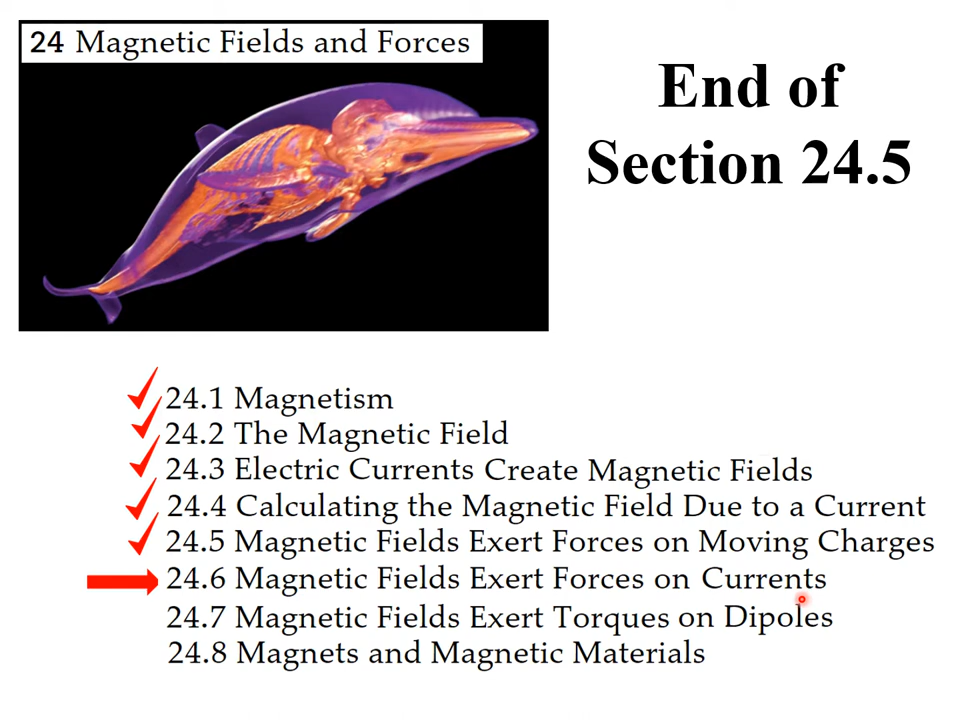 24 Magnetic Fields and Forces
End of
Section 24.5
24.1 Magnetism
24.2 The Magnetic Field
24.3 Electric Currents Create Magnetic Fields
24.4 Calculating the Magnetic Field Due to a Current
24.5 Magnetic Fields Exert Forces on Moving Charges
24.6 Magnetic Fields Exert Forces on Currents
24.7 Magnetic Fields Exert Torques on Dipoles
24.8 Magnets and Magnetic Materials